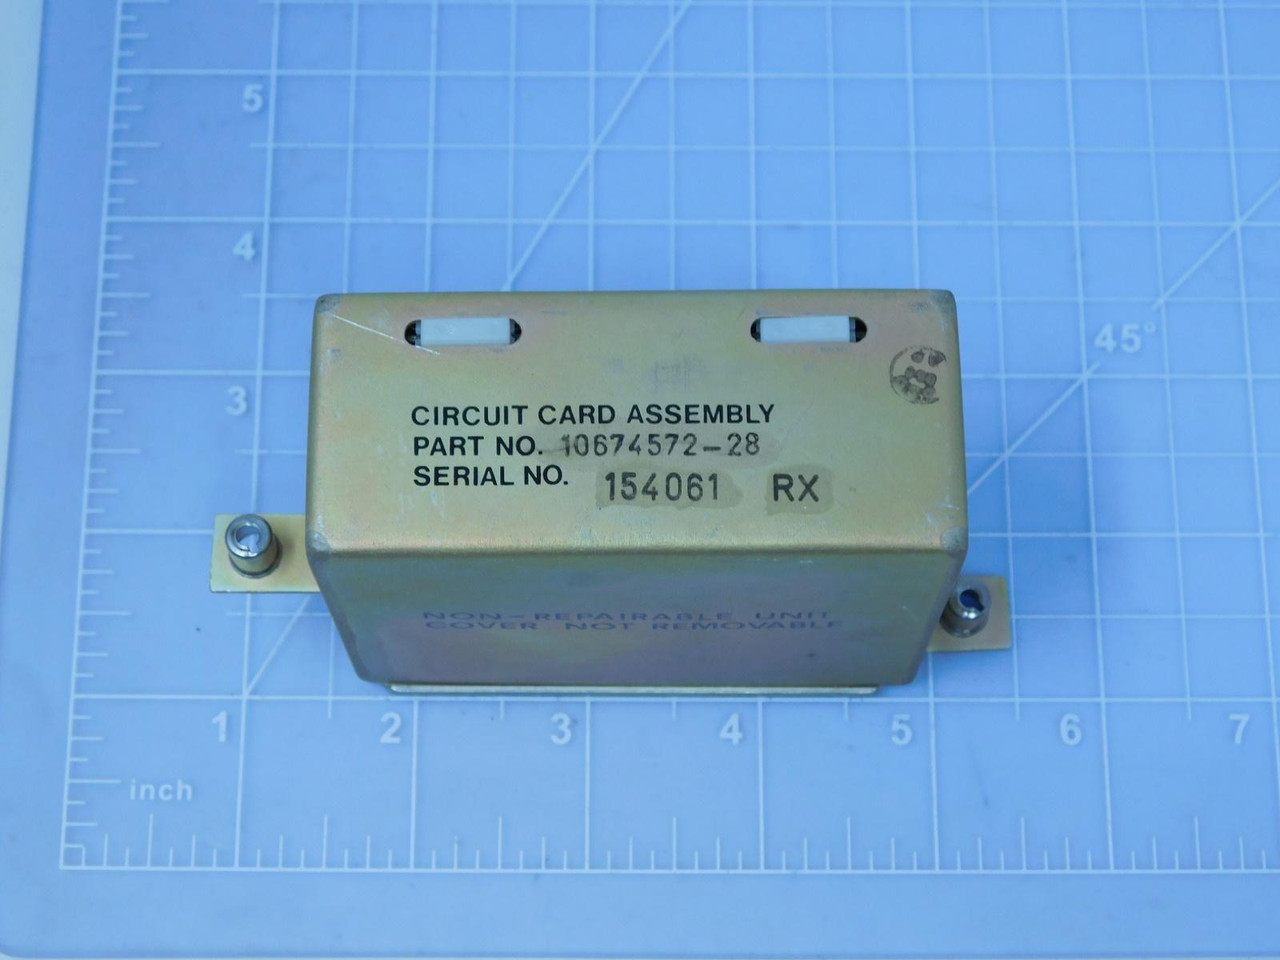 5
4
3
45°
CIRCUIT CARD ASSEMBLY
PART NO. 10674572-28
SERIAL NO. 154061 RX
NON-REPAIRABLE UNIT
COVER NOT REMOVABLE
1 2 3 4 5 6 7
inch